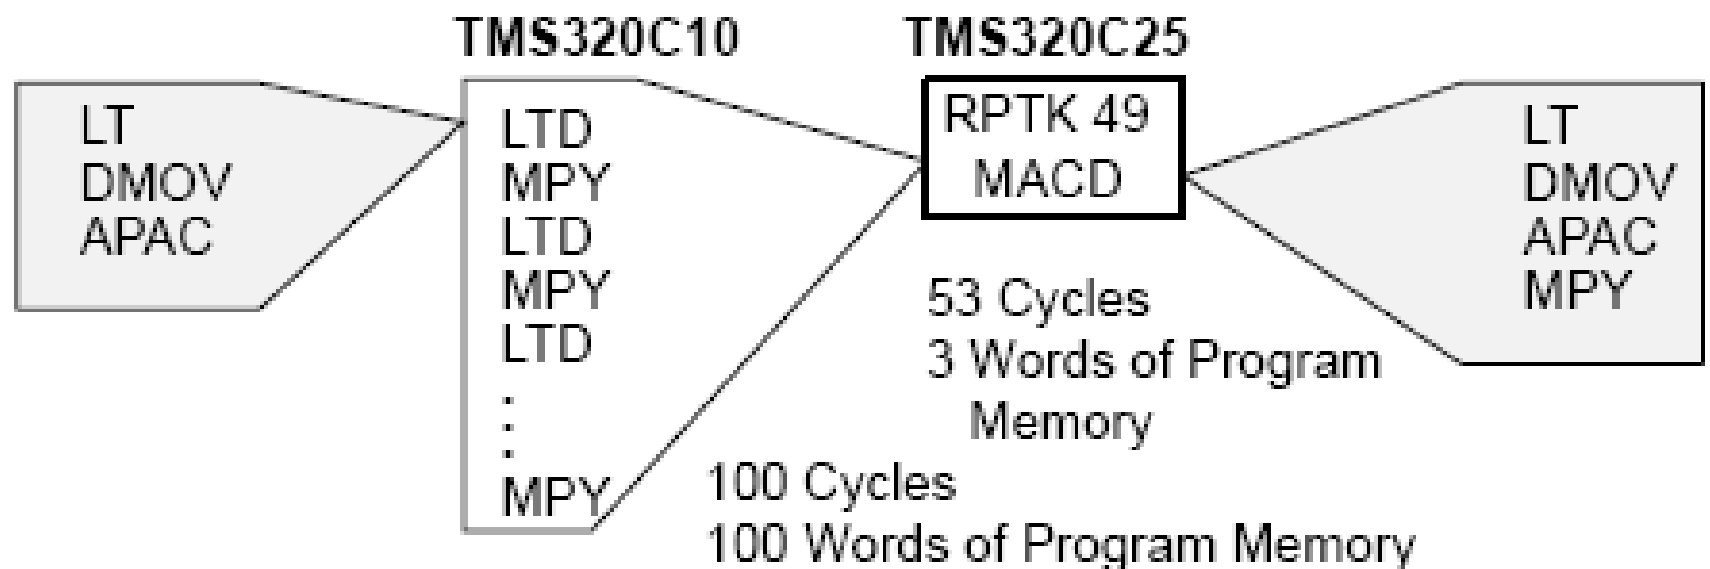 TMS320C10
TMS320C25
LT
DMOV
APAC
LTD
MPY
LTD
MPY
LTD
.
.
.
MPY
100 Cycles
100 Words of Program Memory
RPTK 49
MACD
53 Cycles
3 Words of Program
Memory
LT
DMOV
APAC
MPY